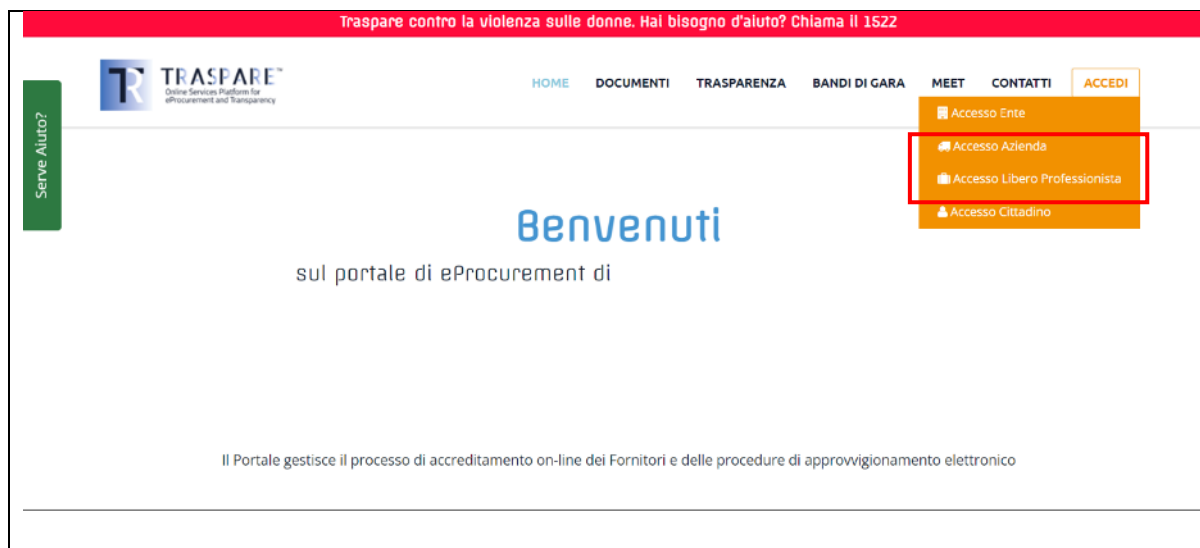 Traspare contro la violenza sulle donne. Hai bisogno d'aiuto? Chiama il 1522
TRASPARE™
Online Services Platform for
eProcurement and Transparency
HOME DOCUMENTI TRASPARENZA BANDI DI GARA MEET CONTATTI ACCEDI
Accesso Ente
Accesso Azienda
Accesso Libero Professionista
Accesso Cittadino
Serve Aiuto?
Benvenuti
sul portale di eProcurement di
Il Portale gestisce il processo di accreditamento on-line dei Fornitori e delle procedure di approvvigionamento elettronico